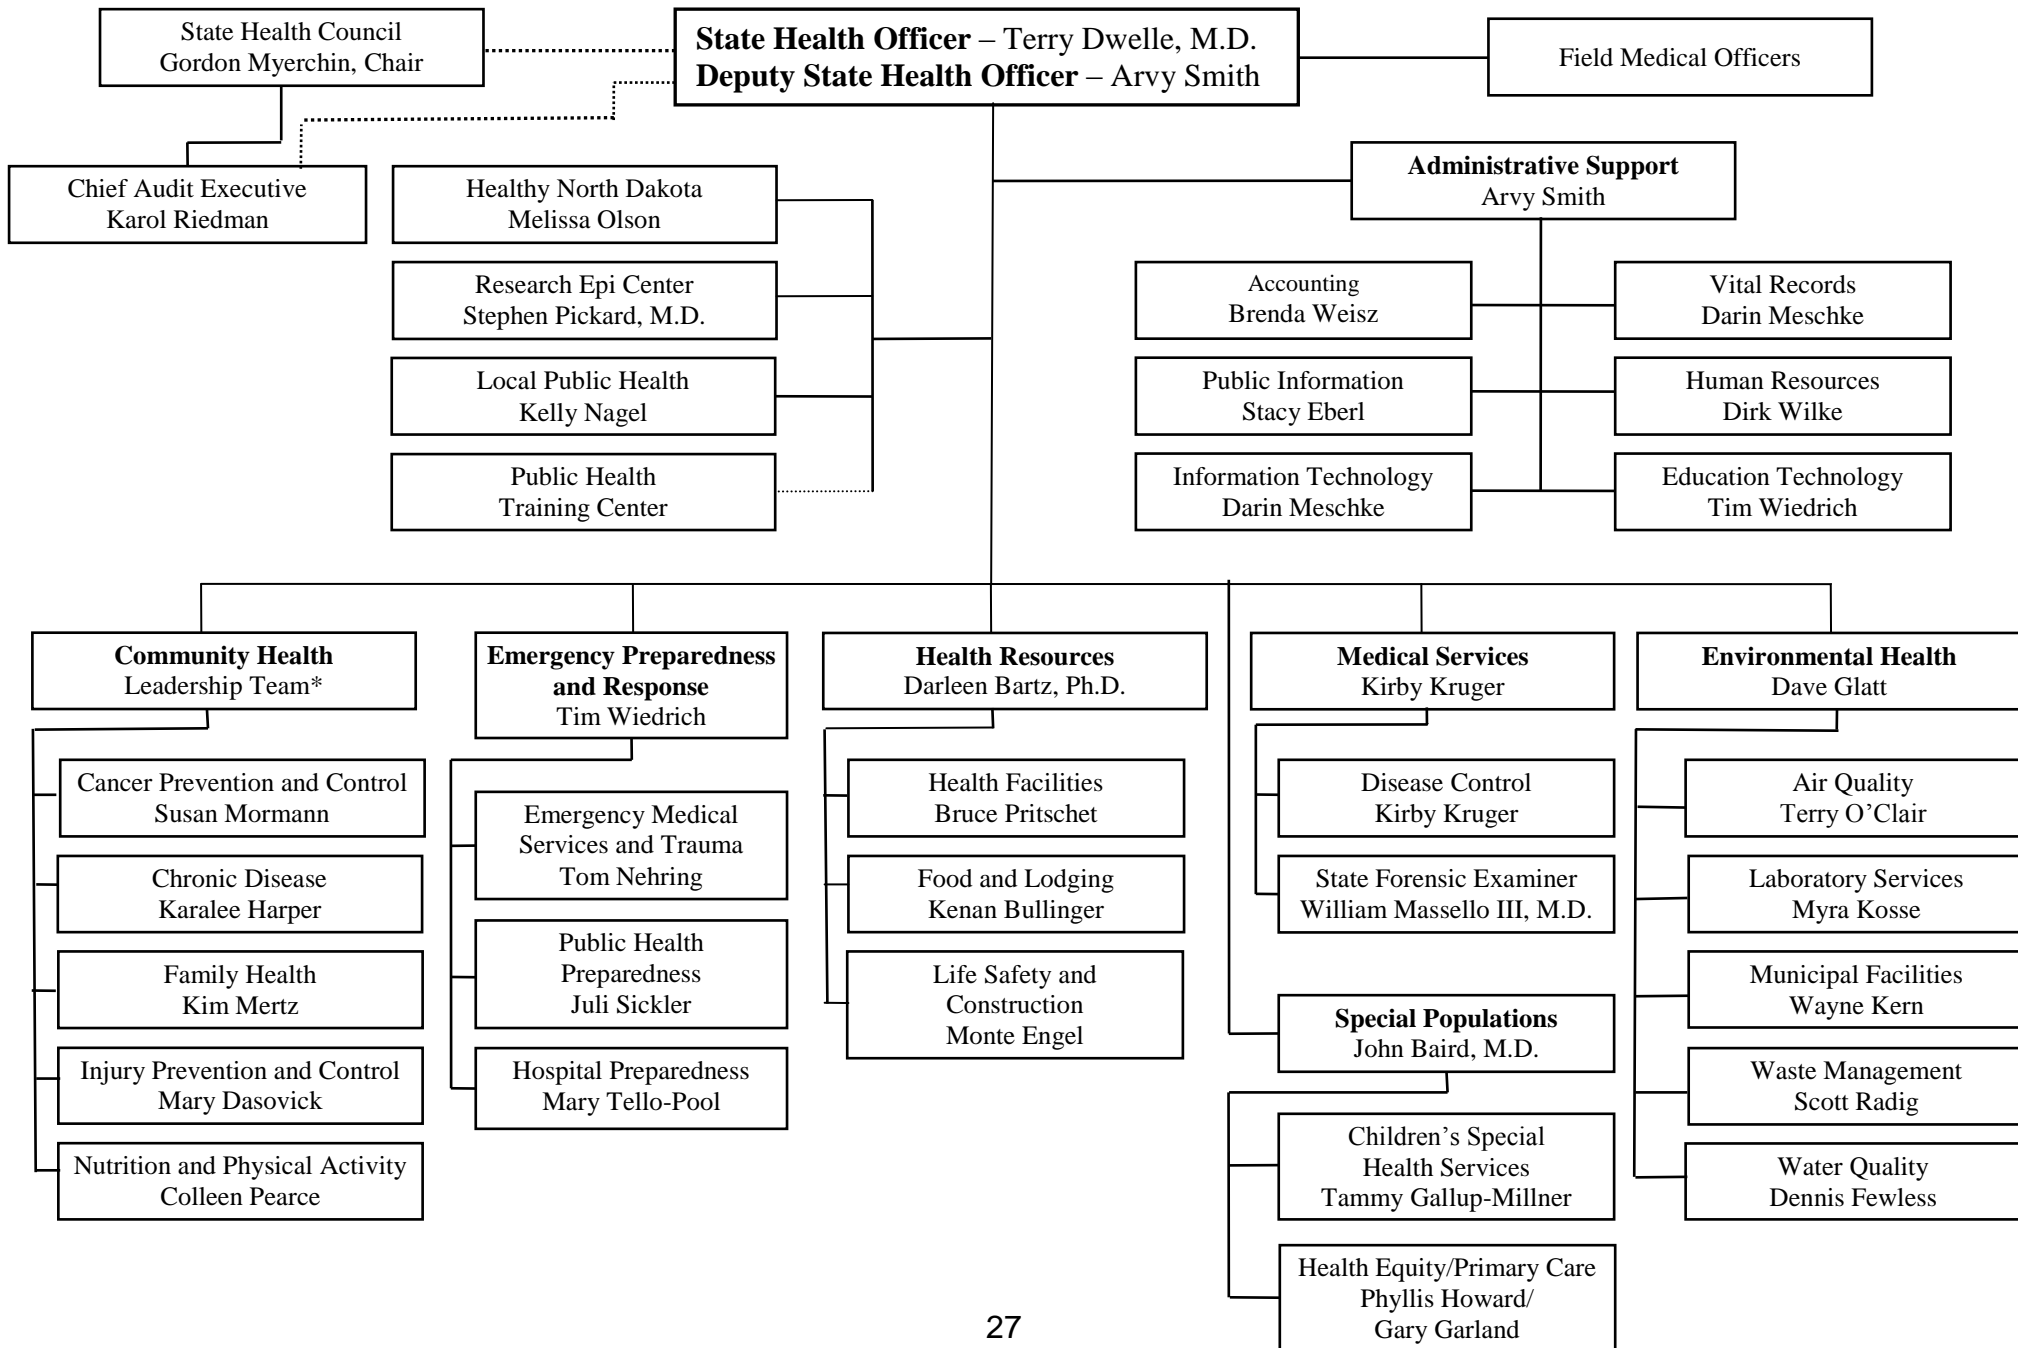 State Health Council
Gordon Myerchin, Chair
State Health Officer – Terry Dwelle, M.D.
Deputy State Health Officer – Arvy Smith
Field Medical Officers
Chief Audit Executive
Karol Riedman
Healthy North Dakota
Melissa Olson
Research Epi Center
Stephen Pickard, M.D.
Local Public Health
Kelly Nagel
Public Health
Training Center
Administrative Support
Arvy Smith
Accounting
Brenda Weisz
Vital Records
Darin Meschke
Public Information
Stacy Eberl
Human Resources
Dirk Wilke
Information Technology
Darin Meschke
Education Technology
Tim Wiedrich
Community Health
Leadership Team*
Cancer Prevention and Control
Susan Mormann
Chronic Disease
Karalee Harper
Family Health
Kim Mertz
Injury Prevention and Control
Mary Dasovick
Nutrition and Physical Activity
Colleen Pearce
Emergency Preparedness
and Response
Tim Wiedrich
Emergency Medical
Services and Trauma
Tom Nehring
Public Health
Preparedness
Juli Sickler
Hospital Preparedness
Mary Tello-Pool
Health Resources
Darleen Bartz, Ph.D.
Health Facilities
Bruce Pritschet
Food and Lodging
Kenan Bullinger
Life Safety and
Construction
Monte Engel
Medical Services
Kirby Kruger
Disease Control
Kirby Kruger
State Forensic Examiner
William Massello III, M.D.
Special Populations
John Baird, M.D.
Children’s Special
Health Services
Tammy Gallup-Millner
Health Equity/Primary Care
Phyllis Howard/
Gary Garland
Environmental Health
Dave Glatt
Air Quality
Terry O’Clair
Laboratory Services
Myra Kosse
Municipal Facilities
Wayne Kern
Waste Management
Scott Radig
Water Quality
Dennis Fewless
27